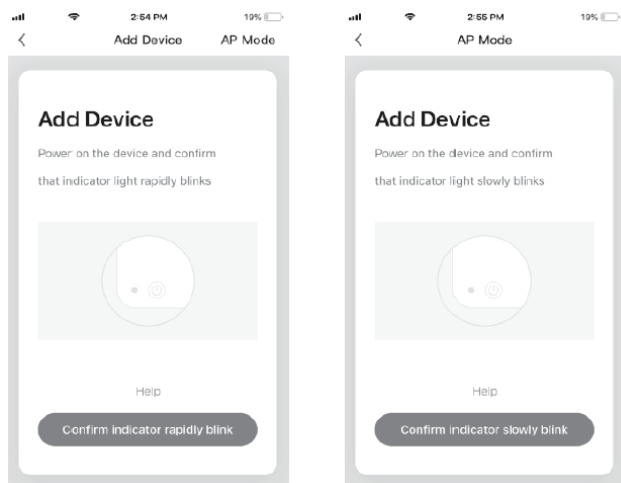 2:54 PM
19%
Add Device
AP Mode
Add Device
Power on the device and confirm
that indicator light rapidly blinks
Help
Confirm indicator rapidly blink
2:55 PM
19%
AP Mode
Add Device
Power on the device and confirm
that indicator light slowly blinks
Help
Confirm indicator slowly blink